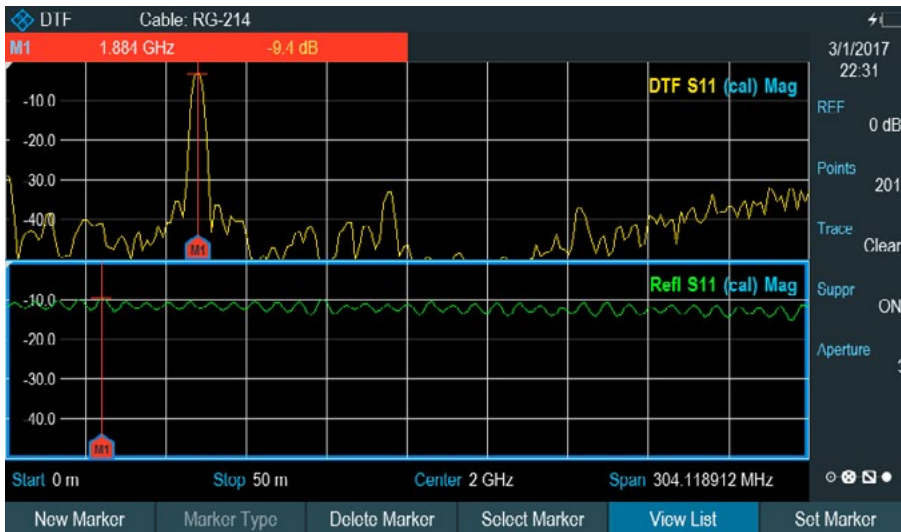 DTF Cable: RG-214
M1 1.884 GHz -9.4 dB
3/1/2017
22:31
DTF S11 (cal) Mag
-10.0
-20.0
-30.0
-40.0
M1
REF
0 dB
Points
201
Trace
Clear
Refl S11 (cal) Mag
-10.0
-20.0
-30.0
-40.0
M1
Suppr
ON
Aperture
Start 0 m Stop 50 m Center 2 GHz Span 304.118912 MHz
New Marker Marker Type Delete Marker Select Marker View List Set Marker